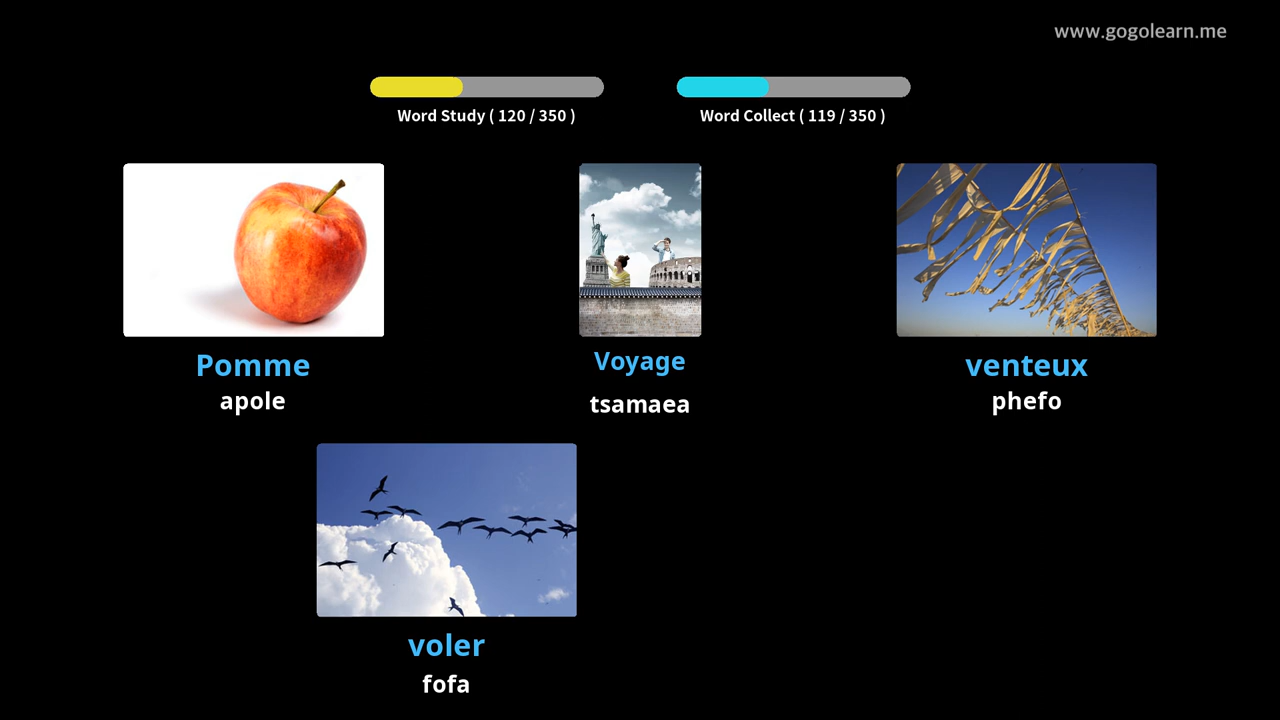 www.gogolearn.me
Word Study ( 120 / 350 )
Word Collect ( 119 / 350 )
Pomme
apole
Voyage
tsamaea
venteux
phefo
voler
fofa